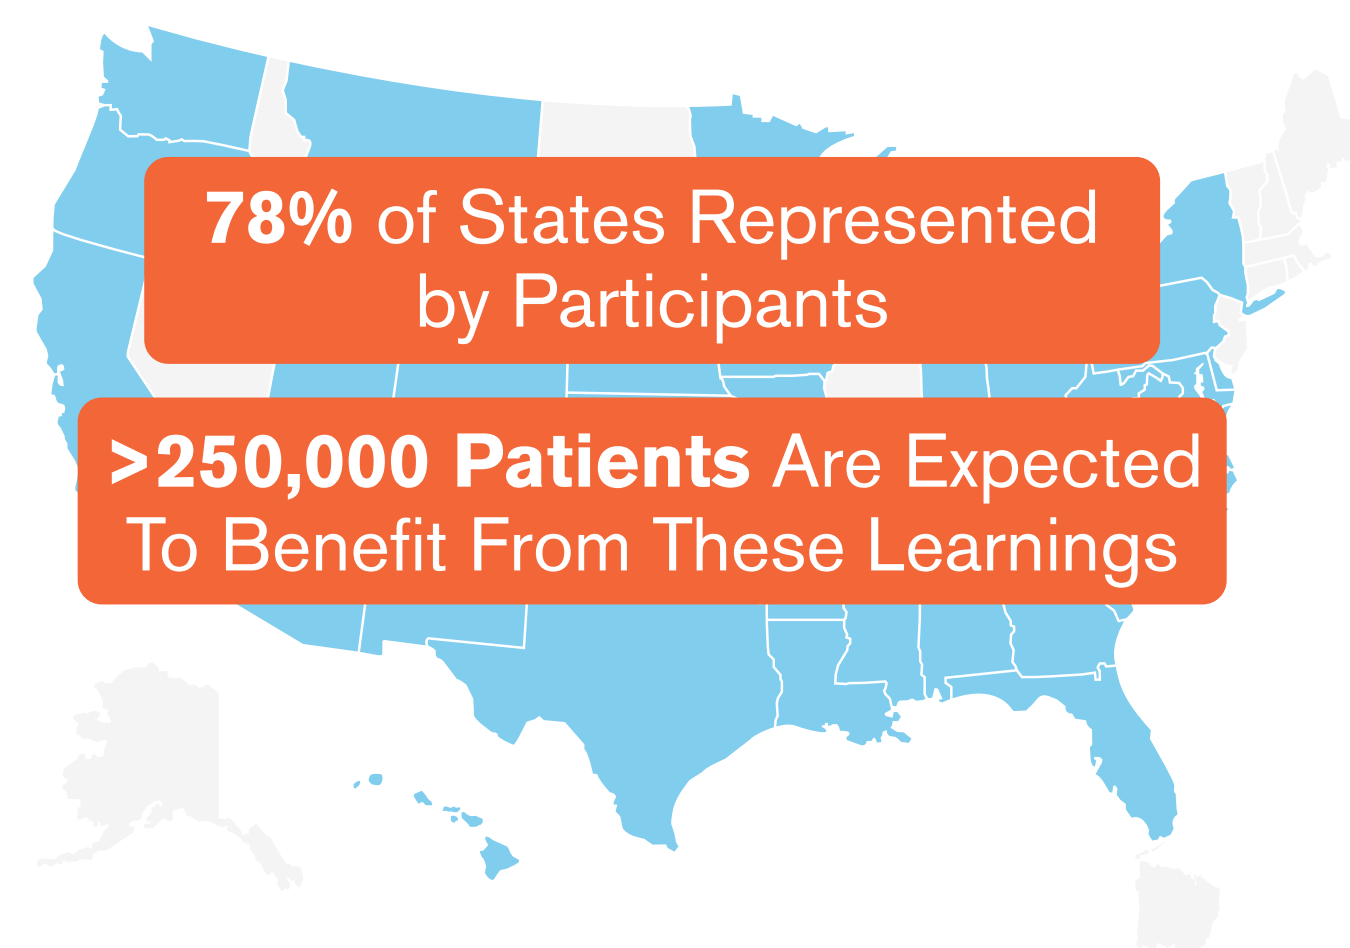 78% of States Represented
by Participants
>250,000 Patients Are Expected
To Benefit From These Learnings